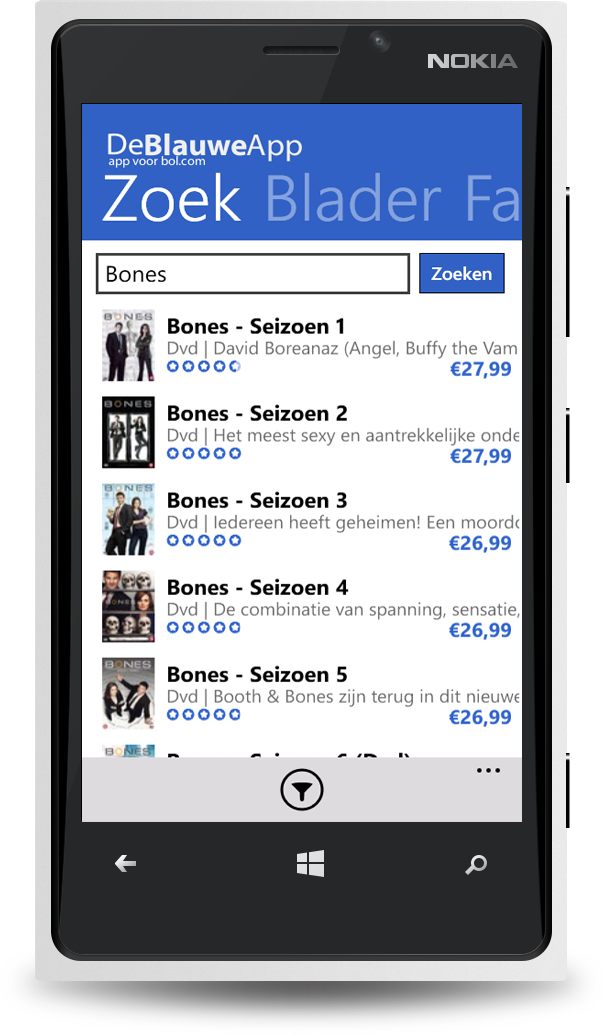 NOKIA
DeBlauweApp
app voor bol.com
Zoek Blader Fa
Bones
Zoeken
BONES
Bones - Seizoen 1
Dvd | David Boreanaz (Angel, Buffy the Vam
€27,99
BONES
Bones - Seizoen 2
Dvd | Het meest sexy en aantrekkelijke onde
€27,99
BONES
Bones - Seizoen 3
Dvd | Iedereen heeft geheimen! Een moordo
€26,99
BONES
Bones - Seizoen 4
Dvd | De combinatie van spanning, sensatie,
€26,99
BONES
Bones - Seizoen 5
Dvd | Booth & Bones zijn terug in dit nieuwe
€26,99
BONES
Bones - Seizoen 6 (Dvd)